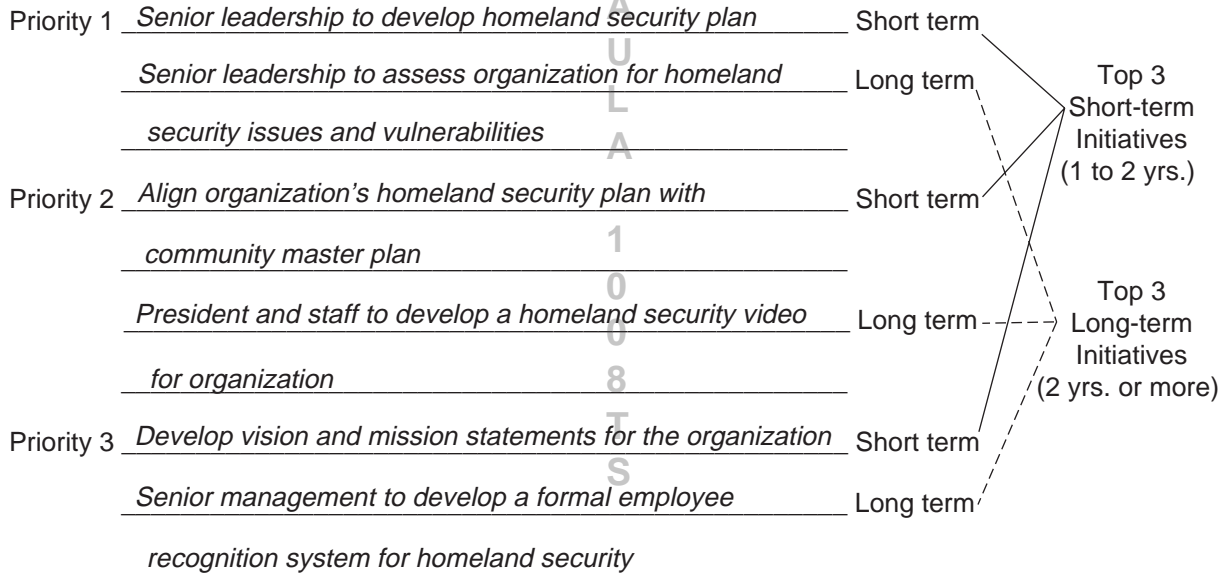 Priority 1 Senior leadership to develop homeland security plan Short term
Senior leadership to assess organization for homeland Long term
security issues and vulnerabilities
Top 3
Short-term
Initiatives
(1 to 2 yrs.)
Priority 2 Align organization's homeland security plan with Short term
community master plan
President and staff to develop a homeland security video Long term
for organization
Top 3
Long-term
Initiatives
(2 yrs. or more)
Priority 3 Develop vision and mission statements for the organization Short term
Senior management to develop a formal employee Long term
recognition system for homeland security
A
U
L
A
1
0
0
8
T
S